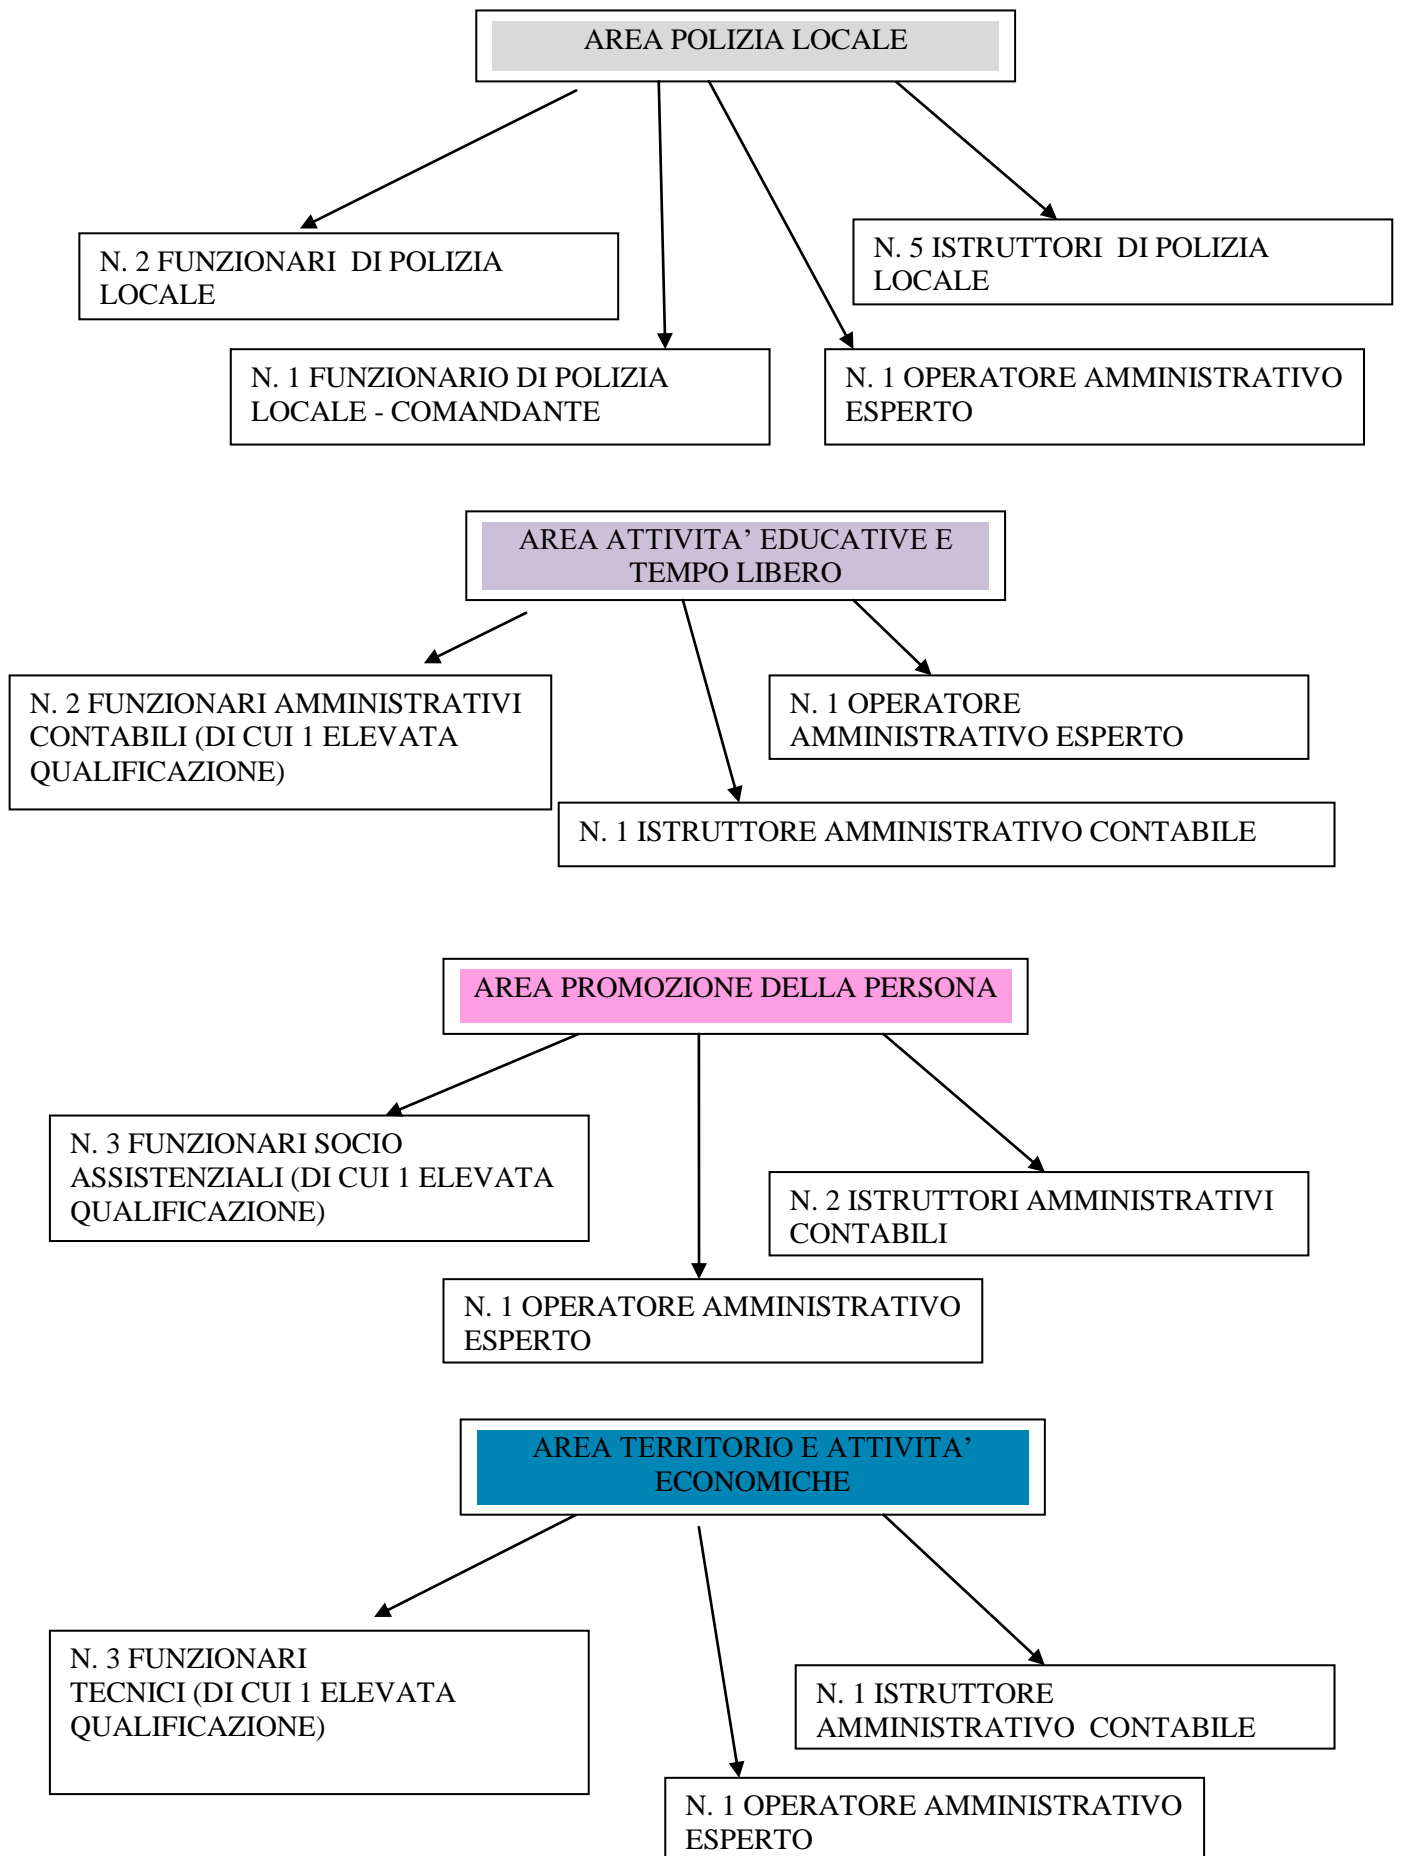 AREA POLIZIA LOCALE
N. 2 FUNZIONARI DI POLIZIA
LOCALE
N. 5 ISTRUTTORI DI POLIZIA
LOCALE
N. 1 FUNZIONARIO DI POLIZIA
LOCALE - COMANDANTE
N. 1 OPERATORE AMMINISTRATIVO
ESPERTO
AREA ATTIVITA’ EDUCATIVE E
TEMPO LIBERO
N. 2 FUNZIONARI AMMINISTRATIVI
CONTABILI (DI CUI 1 ELEVATA
QUALIFICAZIONE)
N. 1 OPERATORE
AMMINISTRATIVO ESPERTO
N. 1 ISTRUTTORE AMMINISTRATIVO CONTABILE
AREA PROMOZIONE DELLA PERSONA
N. 3 FUNZIONARI SOCIO
ASSISTENZIALI (DI CUI 1 ELEVATA
QUALIFICAZIONE)
N. 2 ISTRUTTORI AMMINISTRATIVI
CONTABILI
N. 1 OPERATORE AMMINISTRATIVO
ESPERTO
AREA TERRITORIO E ATTIVITA’
ECONOMICHE
N. 3 FUNZIONARI
TECNICI (DI CUI 1 ELEVATA
QUALIFICAZIONE)
N. 1 ISTRUTTORE
AMMINISTRATIVO CONTABILE
N. 1 OPERATORE AMMINISTRATIVO
ESPERTO